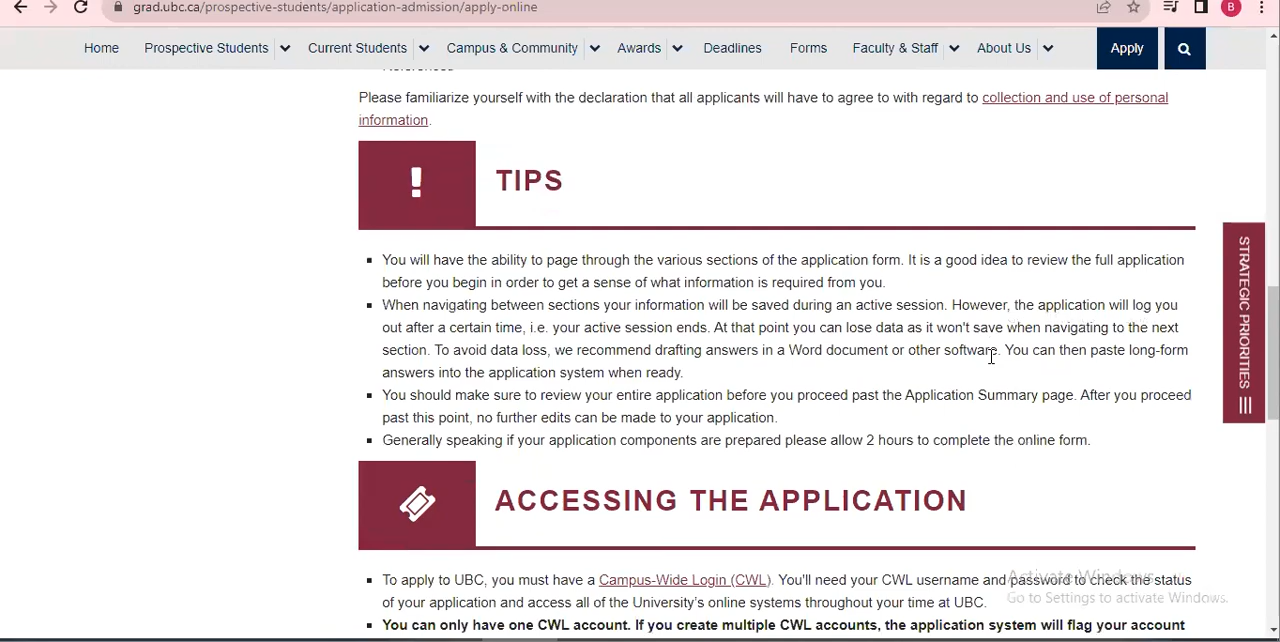 grad.ubc.ca/prospective-students/application-admission/apply-online
B
Home Prospective Students Current Students Campus & Community Awards Deadlines Forms Faculty & Staff About Us Apply
Please familiarize yourself with the declaration that all applicants will have to agree to with regard to collection and use of personal
information.
! TIPS
You will have the ability to page through the various sections of the application form. It is a good idea to review the full application
before you begin in order to get a sense of what information is required from you.
When navigating between sections your information will be saved during an active session. However, the application will log you
out after a certain time, i.e. your active session ends. At that point you can lose data as it won't save when navigating to the next
section. To avoid data loss, we recommend drafting answers in a Word document or other software. You can then paste long-form
answers into the application system when ready.
You should make sure to review your entire application before you proceed past the Application Summary page. After you proceed
past this point, no further edits can be made to your application.
Generally speaking if your application components are prepared please allow 2 hours to complete the online form.
STRATEGIC PRIORITIES
ACCESSING THE APPLICATION
To apply to UBC, you must have a Campus-Wide Login (CWL). You'll need your CWL username and password to check the status
of your application and access all of the University's online systems throughout your time at UBC.
You can only have one CWL account. If you create multiple CWL accounts, the application system will flag your account
Activate Windows
Go to Settings to activate Windows.